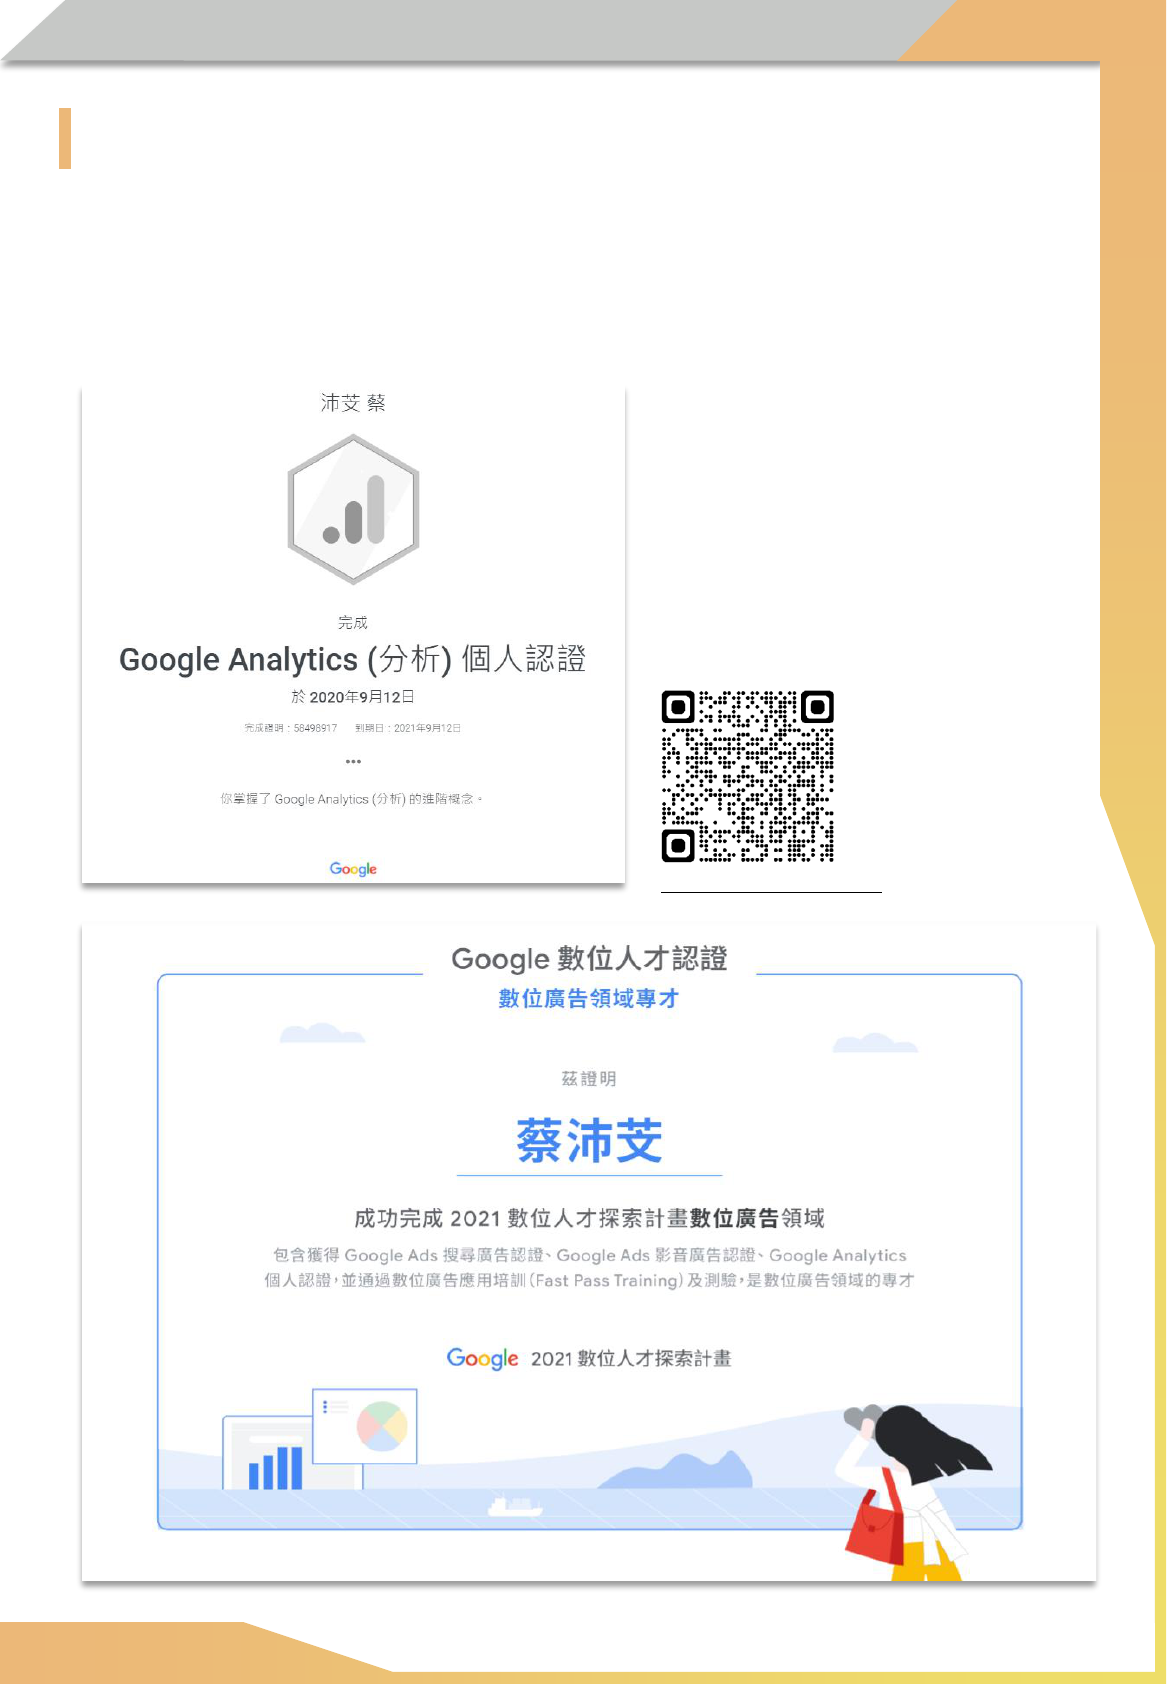 沛芠 蔡
完成
Google Analytics (分析) 個人認證
於 2020年9月12日
完成證明：58498917 到期日：2021年9月12日
•••
你掌握了 Google Analytics (分析) 的進階概念。
Google
Google 數位人才認證
數位廣告領域專才
茲證明
蔡沛芠
成功完成 2021 數位人才探索計畫數位廣告領域
包含獲得 Google Ads 搜尋廣告認證、Google Ads 影音廣告認證、Google Analytics
個人認證，並通過數位廣告應用培訓（Fast Pass Training）及測驗，是數位廣告領域的專才
Google 2021 數位人才探索計畫